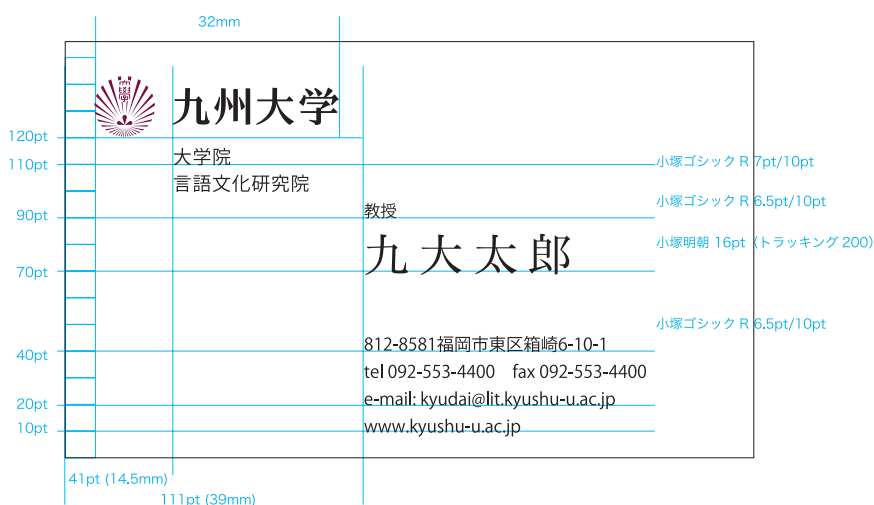 32mm
九州大学
120pt
大学院
110pt
小塚ゴシック R 7pt/10pt
言語文化研究院
小塚ゴシック R 6.5pt/10pt
教授
90pt
九大太郎
小塚明朝 16pt（トラッキング 200）
70pt
小塚ゴシック R 6.5pt/10pt
812-8581福岡市東区箱崎6-10-1
40pt
tel 092-553-4400　fax 092-553-4400
e-mail: kyudai@lit.kyushu-u.ac.jp
20pt
www.kyushu-u.ac.jp
10pt
41pt (14.5mm)
111pt (39mm)